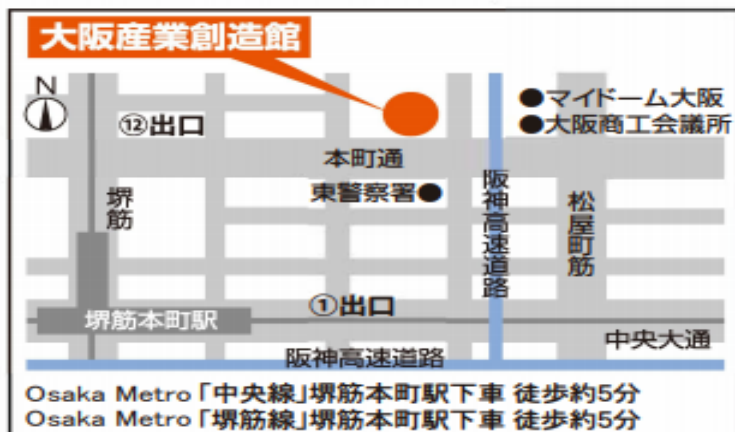 大阪産業創造館
N
⑫出口
●マイドーム大阪
●大阪商工会議所
本町通
東警察署●
堺筋
阪神高速道路
松屋町筋
①出口
堺筋本町駅
中央大通
阪神高速道路
Osaka Metro「中央線」堺筋本町駅下車 徒歩約5分
Osaka Metro「堺筋線」堺筋本町駅下車 徒歩約5分